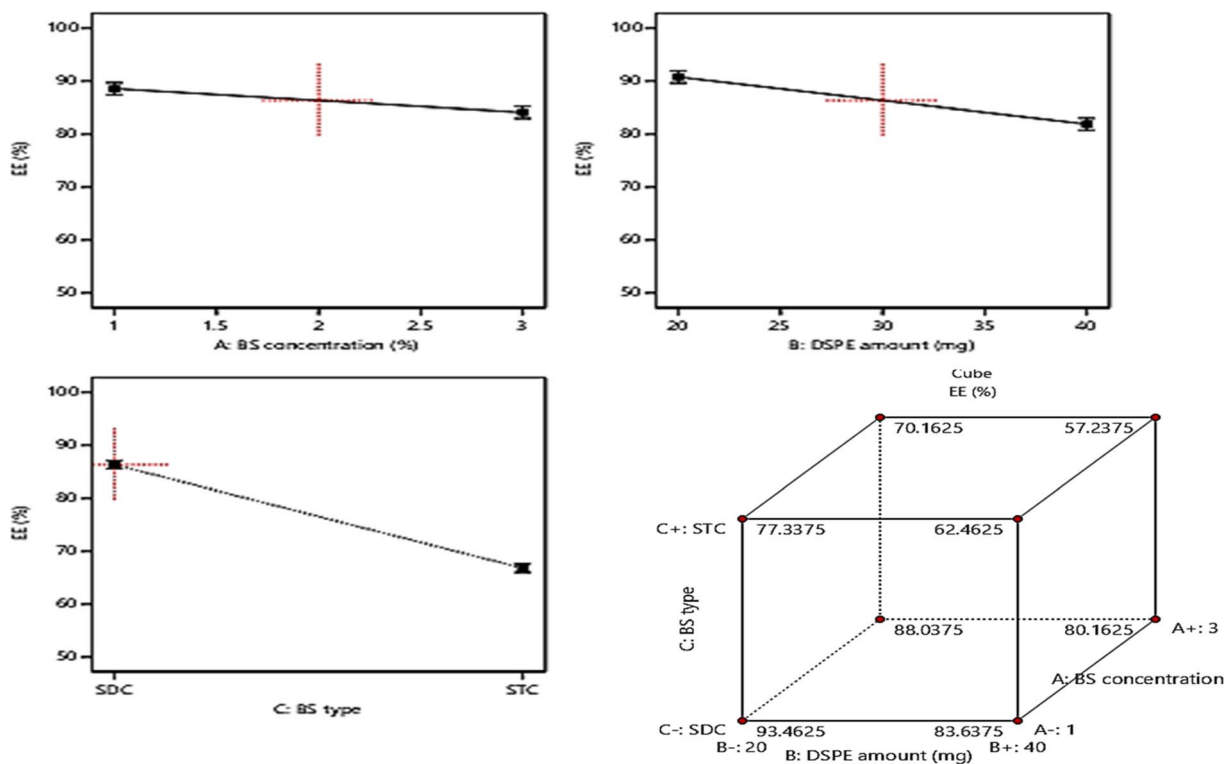 100
90
80
70
60
50
EE (%)
1 1.5 2 2.5 3
A: BS concentration (%)
100
90
80
70
60
50
EE (%)
20 25 30 35 40
B: DSPE amount (mg)
100
90
80
70
60
50
EE (%)
SDC STC
C: BS type
Cube
EE (%)
70.1625 57.2375
C+: STC 77.3375 62.4625
C: BS type
88.0375 80.1625 A+: 3
A: BS concentration
C-: SDC 93.4625 83.6375 A-: 1
B-: 20 B+: 40
B: DSPE amount (mg)